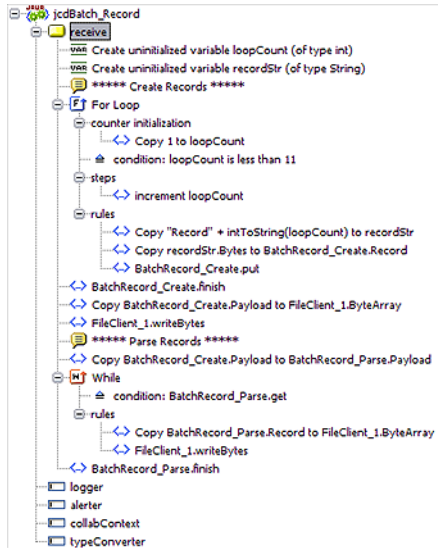 jcdBatch_Record
receive
Create uninitialized variable loopCount (of type int)
Create uninitialized variable recordStr (of type String)
***** Create Records *****
For Loop
counter initialization
Copy 1 to loopCount
condition: loopCount is less than 11
steps
increment loopCount
rules
Copy "Record" + intToString(loopCount) to recordStr
Copy recordStr.Bytes to BatchRecord_Create.Record
BatchRecord_Create.put
BatchRecord_Create.finish
Copy BatchRecord_Create.Payload to FileClient_1.ByteArray
FileClient_1.writeBytes
***** Parse Records *****
Copy BatchRecord_Create.Payload to BatchRecord_Parse.Payload
While
condition: BatchRecord_Parse.get
rules
Copy BatchRecord_Parse.Record to FileClient_1.ByteArray
FileClient_1.writeBytes
BatchRecord_Parse.finish
logger
alerter
collabContext
typeConverter